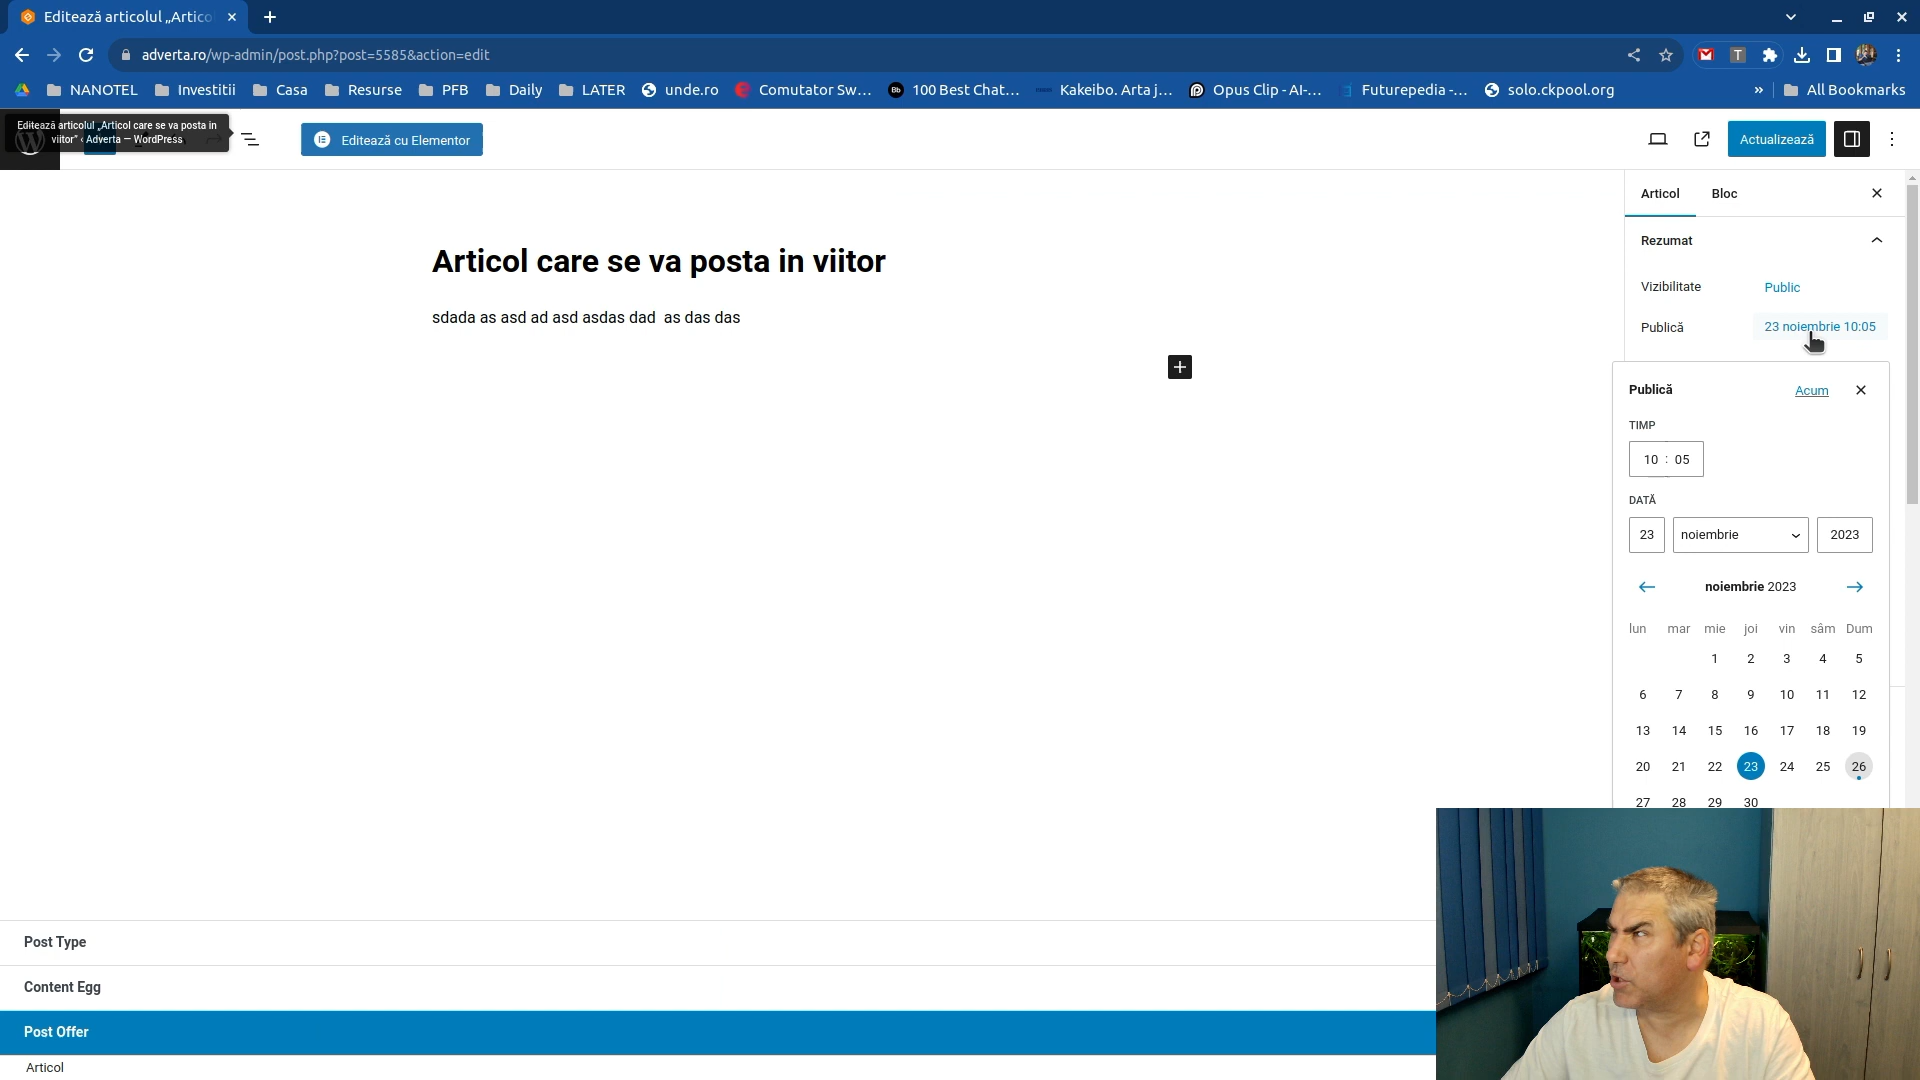 Editează articolul „Artico
adverta.ro/wp-admin/post.php?post=5585&action=edit
NANOTEL Investitii Casa Resurse PFB Daily LATER unde.ro Comutator Sw... 100 Best Chat... Kakeibo. Arta j... Opus Clip - AI-... Futurepedia -... solo.ckpool.org » All Bookmarks
Editează articolul „Articol care se va posta in
viitor” ‹ Adverta — WordPress
Editează cu Elementor
Actualizează
Articol Bloc
Rezumat
Vizibilitate Public
Publică 23 noiembrie 10:05
Articol care se va posta in viitor
sdada as asd ad asd asdas dad as das das
Publică Acum
TIMP
10 : 05
DATĂ
23 noiembrie 2023
noiembrie 2023
lun mar mie joi vin sâm Dum
1 2 3 4 5
6 7 8 9 10 11 12
13 14 15 16 17 18 19
20 21 22 23 24 25 26
27 28 29 30
Post Type
Content Egg
Post Offer
Articol